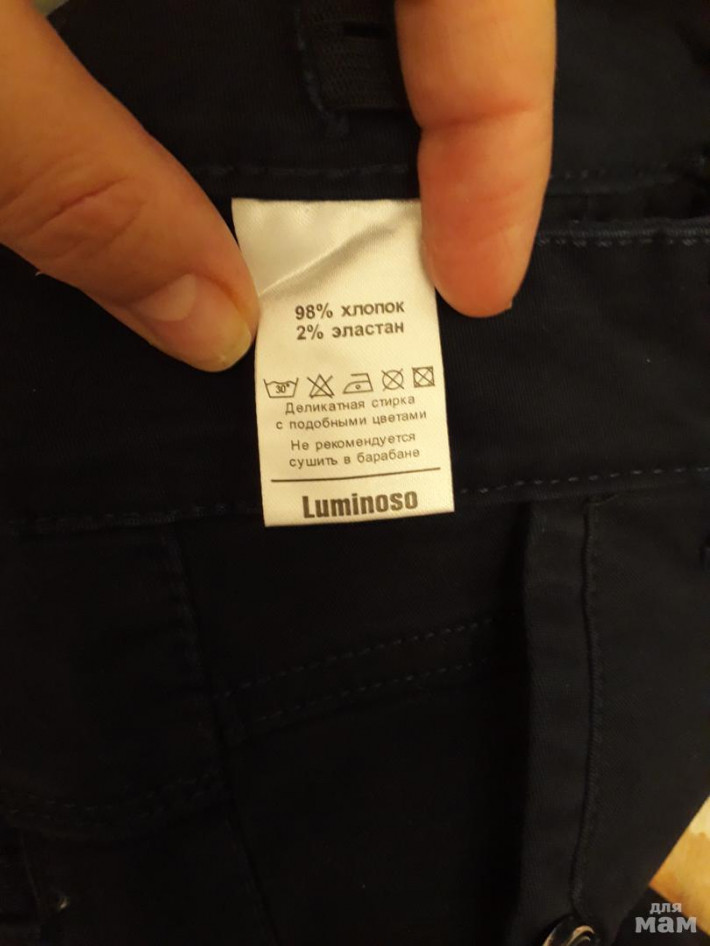 98% хлопок
2% эластан
30°
Деликатная стирка
с подобными цветами
Не рекомендуется
сушить в барабане
Luminoso
для
мам